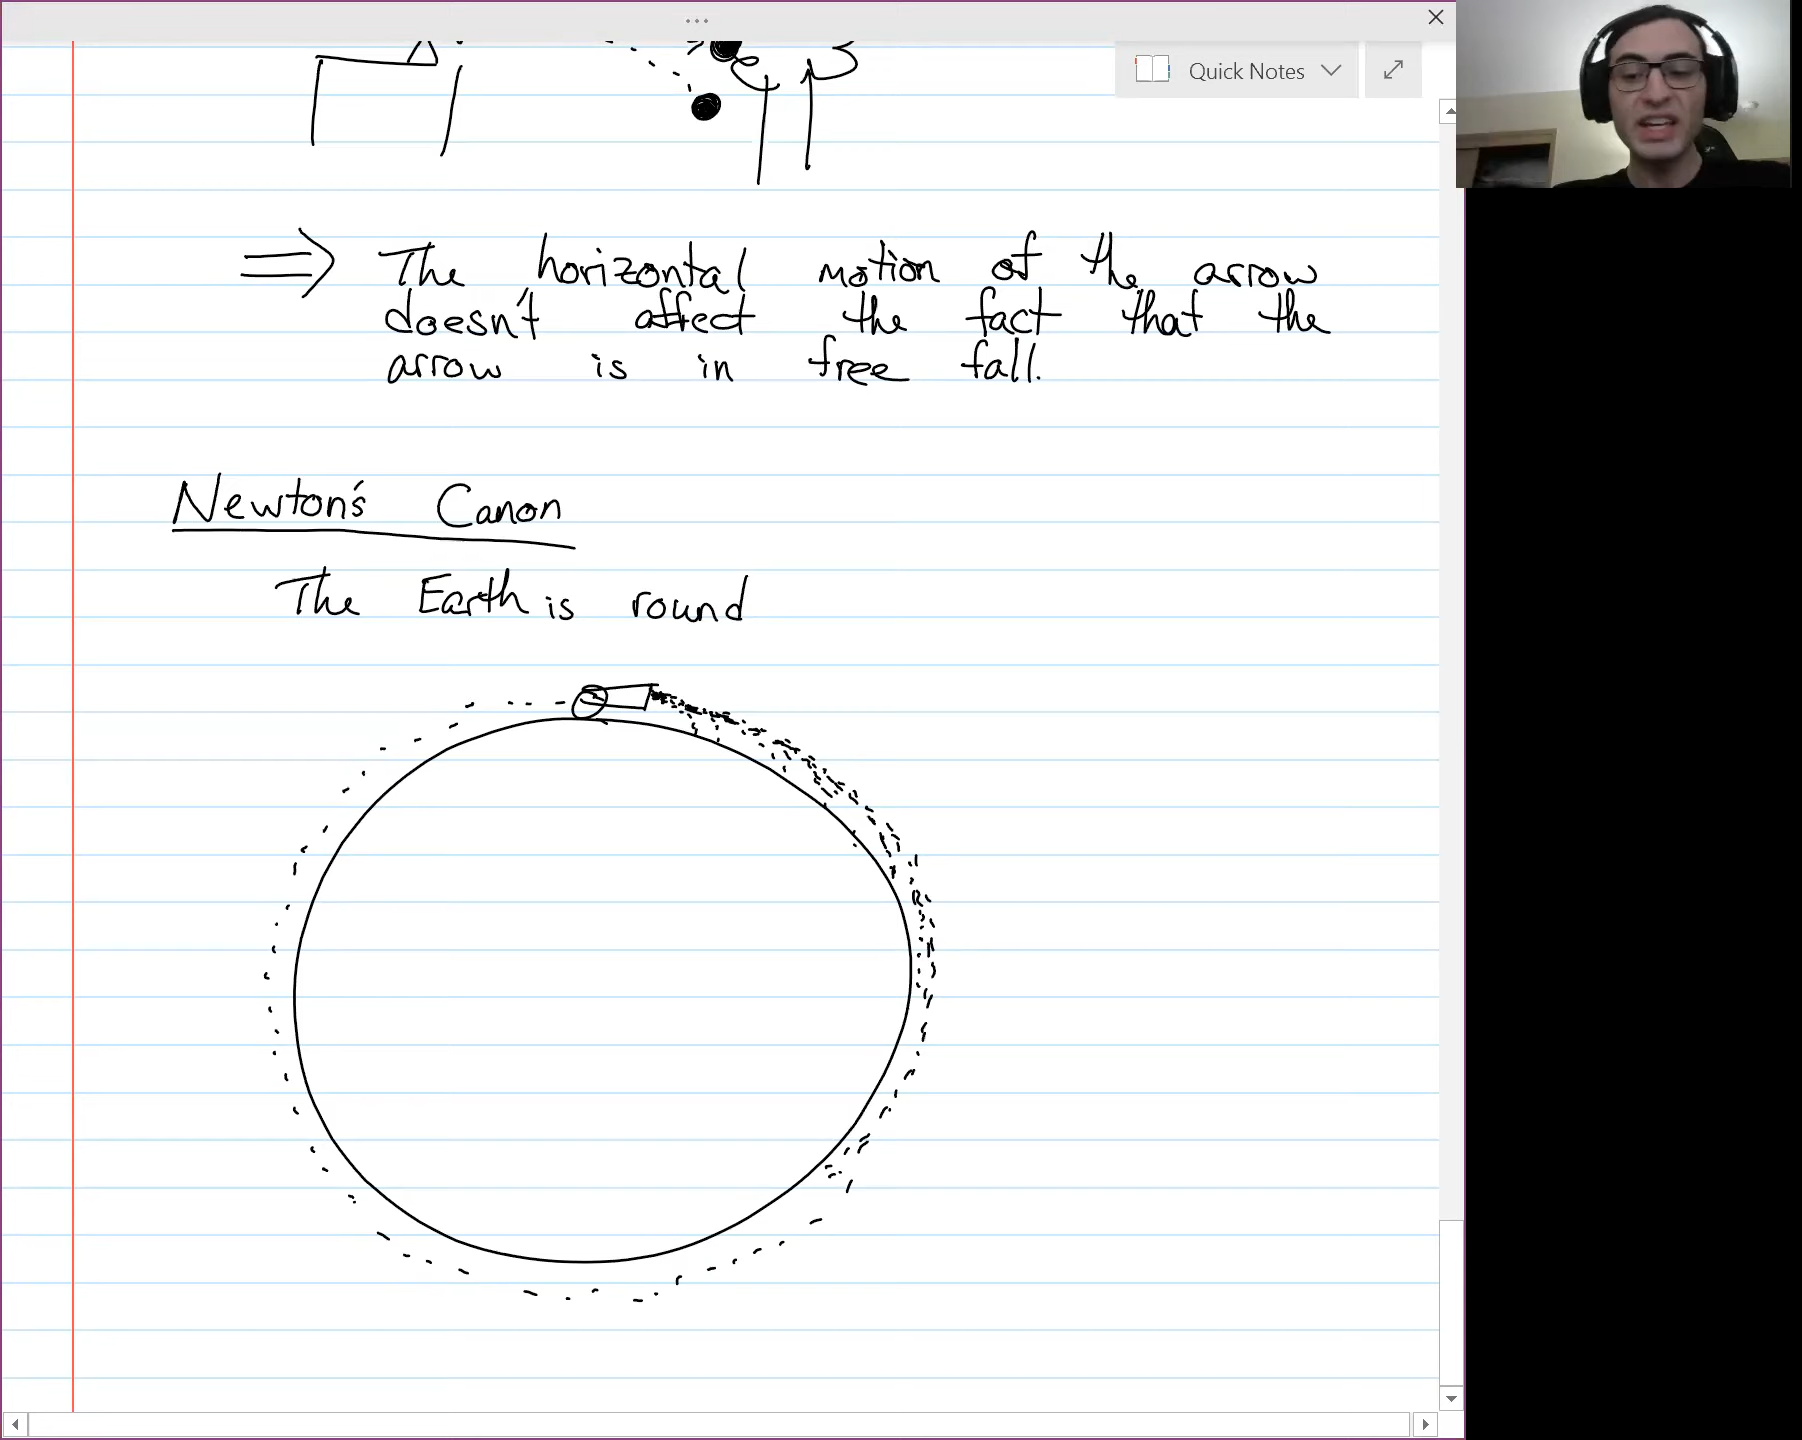 Quick Notes
⇒ The horizontal motion of the arrow
doesn't affect the fact that the
arrow is in free fall.
Newton's Canon
The Earth is round